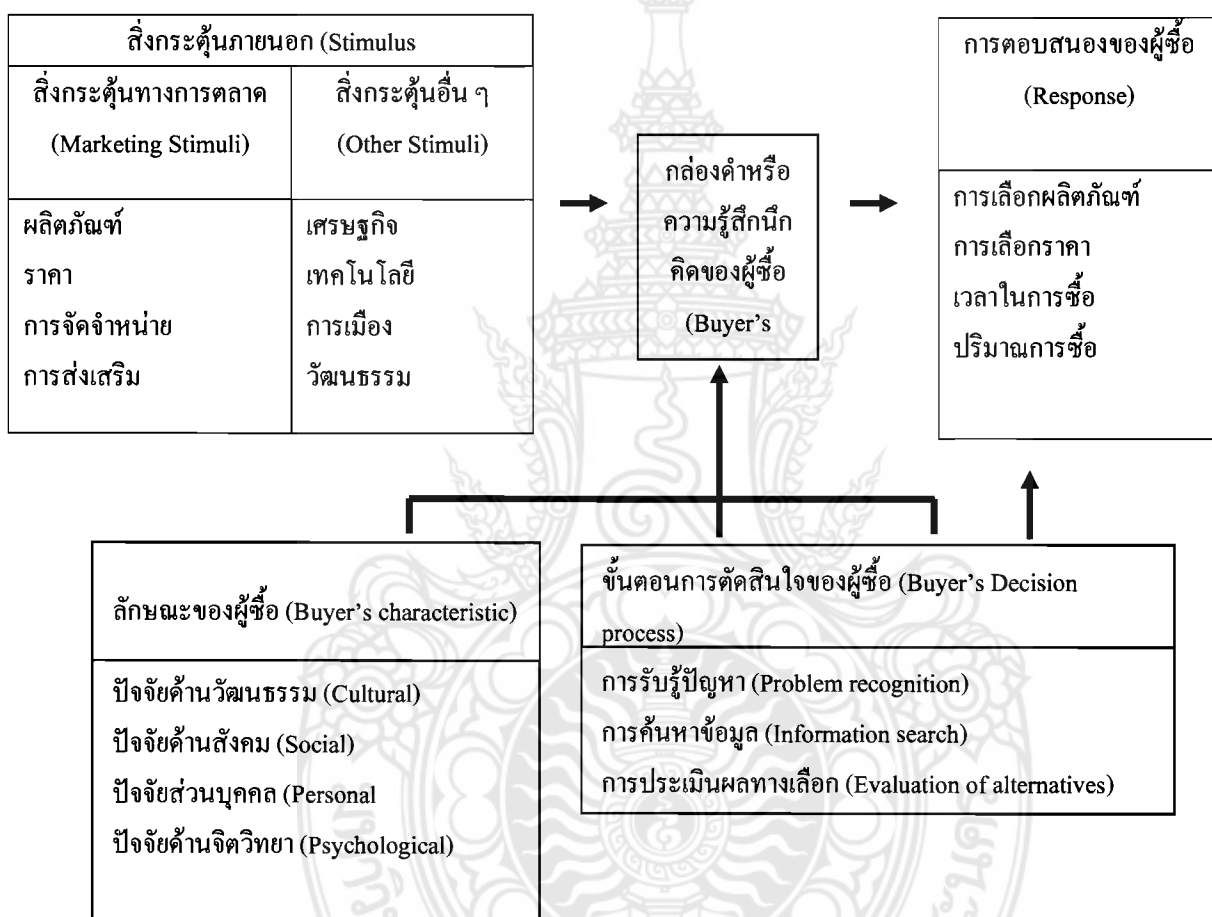 สิ่งกระตุ้นภายนอก (Stimulus
สิ่งกระตุ้นทางการตลาด
(Marketing Stimuli)
สิ่งกระตุ้นอื่น ๆ
(Other Stimuli)
ผลิตภัณฑ์
ราคา
การจัดจำหน่าย
การส่งเสริม
เศรษฐกิจ
เทคโนโลยี
การเมือง
วัฒนธรรม
กล่องดำหรือ
ความรู้สึกนึก
คิดของผู้ซื้อ
(Buyer's
การตอบสนองของผู้ซื้อ
(Response)
การเลือกผลิตภัณฑ์
การเลือกราคา
เวลาในการซื้อ
ปริมาณการซื้อ
ลักษณะของผู้ซื้อ (Buyer's characteristic)
ปัจจัยด้านวัฒนธรรม (Cultural)
ปัจจัยด้านสังคม (Social)
ปัจจัยส่วนบุคคล (Personal
ปัจจัยด้านจิตวิทยา (Psychological)
ขั้นตอนการตัดสินใจของผู้ซื้อ (Buyer's Decision
process)
การรับรู้ปัญหา (Problem recognition)
การค้นหาข้อมูล (Information search)
การประเมินผลทางเลือก (Evaluation of alternatives)